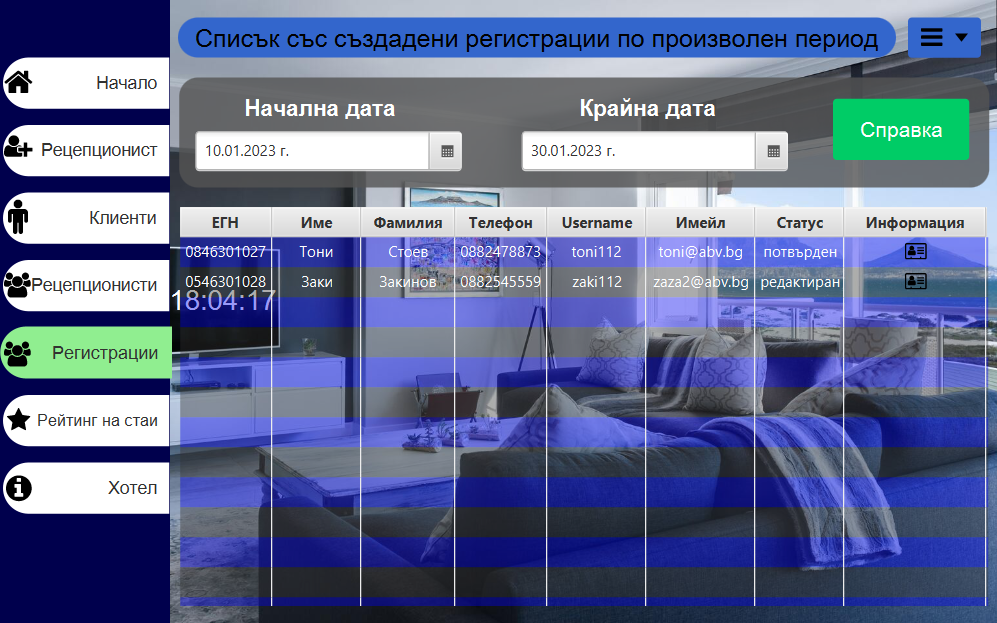 Списък със създадени регистрации по произволен период
Начало
Рецепционист
Клиенти
Рецепционисти
Регистрации
Рейтинг на стаи
Хотел
Начална дата
Крайна дата
10.01.2023 г.
30.01.2023 г.
Справка
ЕГН Име Фамилия Телефон Username Имейл Статус Информация
0846301027 Тони Стоев 0882478873 toni112 toni@abv.bg потвърден
0546301028 Заки Закинов 0882545559 zaki112 zaza2@abv.bg редактиран
18:04:17